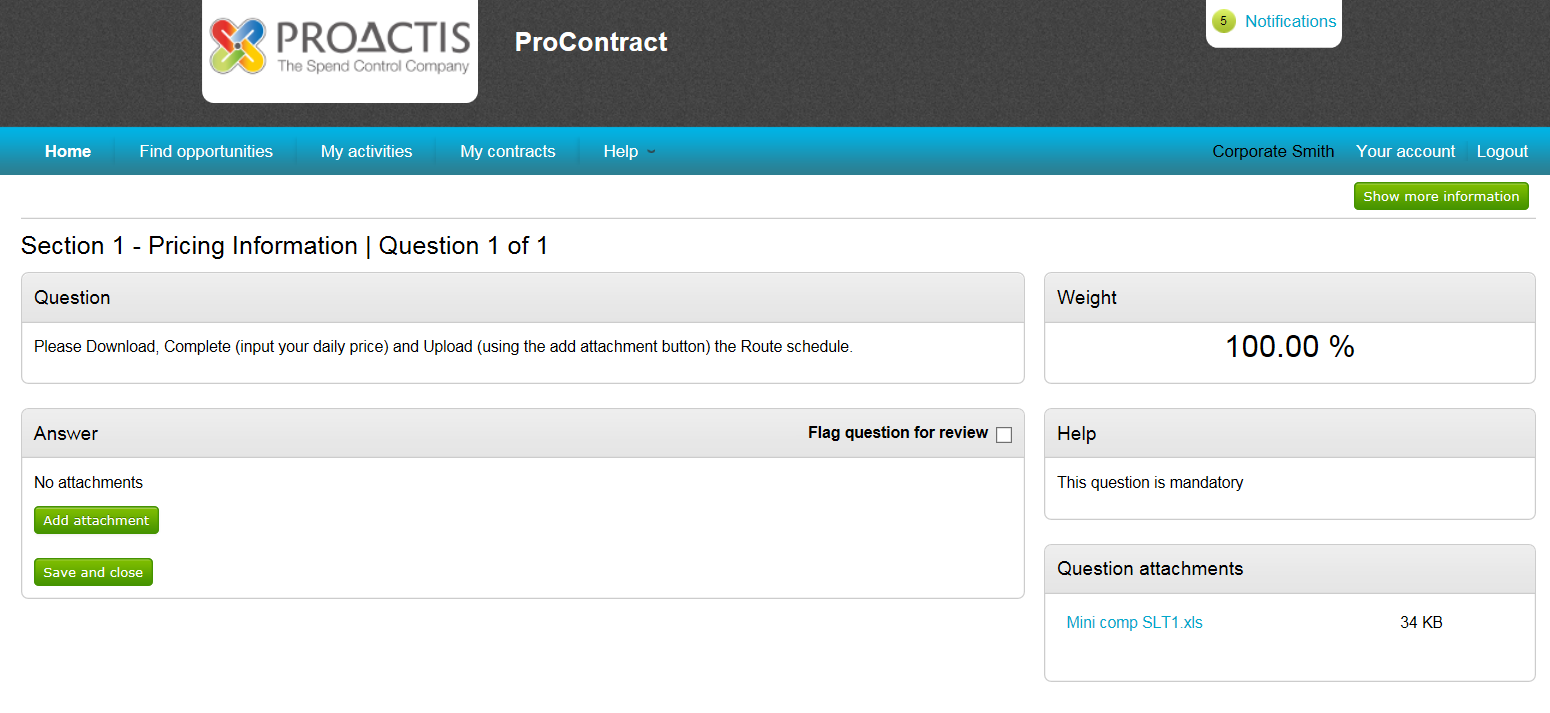 PROACTIS
The Spend Control Company
ProContract
5 Notifications
Home Find opportunities My activities My contracts Help Corporate Smith Your account Logout
Show more information
Section 1 - Pricing Information | Question 1 of 1
Question
Please Download, Complete (input your daily price) and Upload (using the add attachment button) the Route schedule.
Weight
100.00 %
Answer Flag question for review
No attachments
Add attachment
Save and close
Help
This question is mandatory
Question attachments
Mini comp SLT1.xls 34 KB